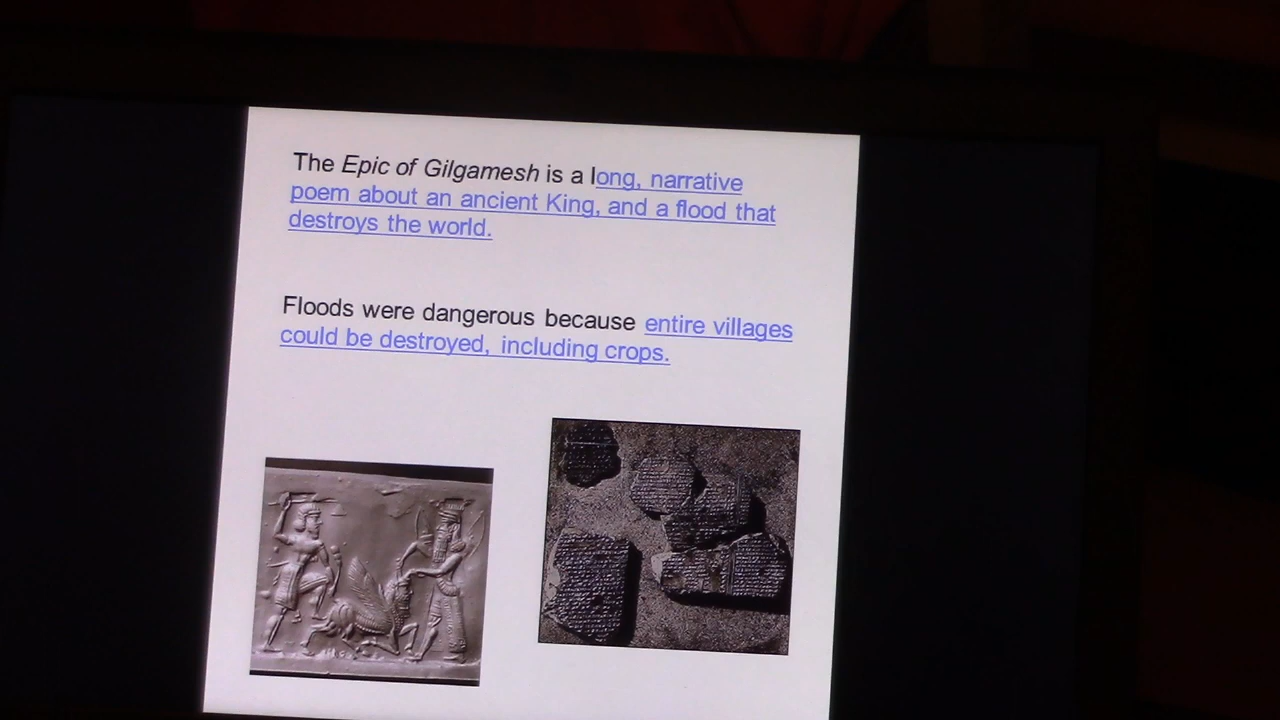 The Epic of Gilgamesh is a long, narrative
poem about an ancient King, and a flood that
destroys the world.
Floods were dangerous because entire villages
could be destroyed, including crops.